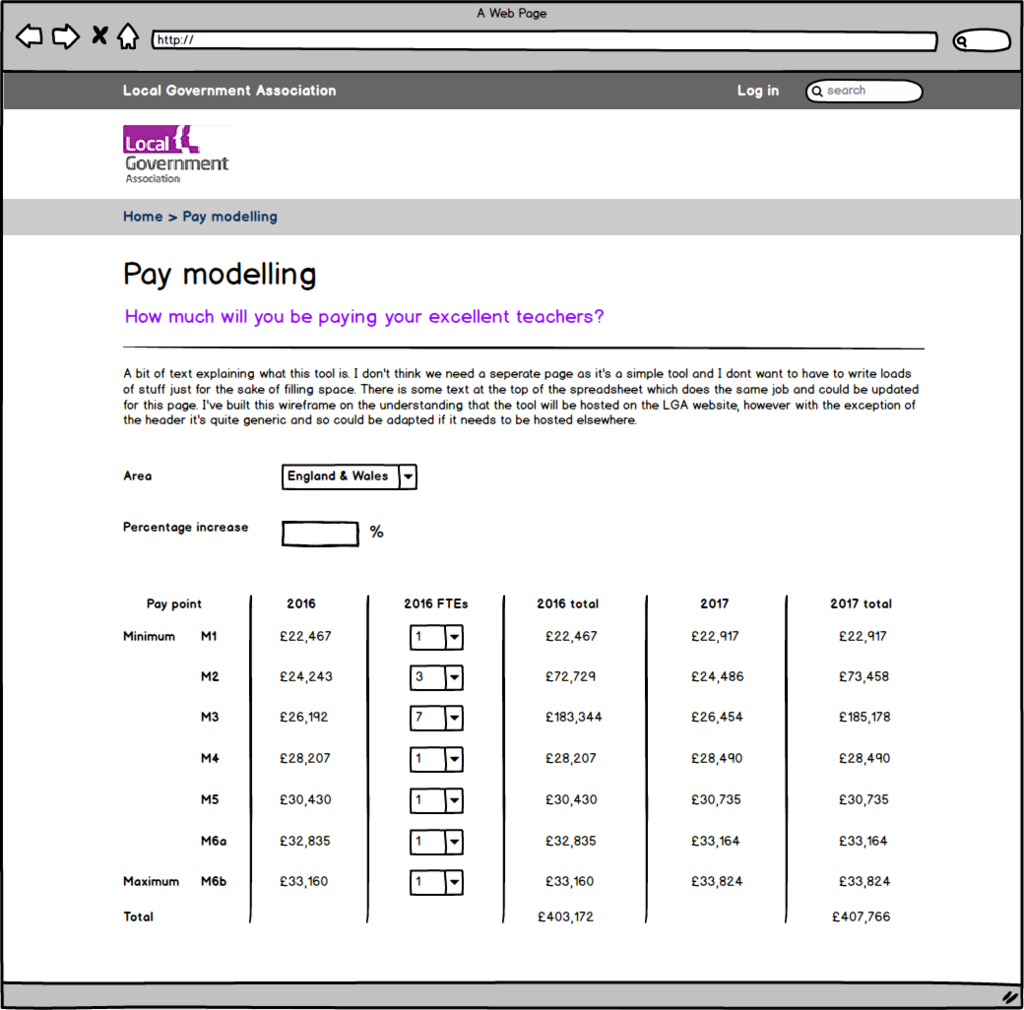 A Web Page
http://
Local Government Association Log in search
Local
Government
Association
Home > Pay modelling
Pay modelling
How much will you be paying your excellent teachers?
A bit of text explaining what this tool is. I don't think we need a seperate page as it's a simple tool and I dont want to have to write loads
of stuff just for the sake of filling space. There is some text at the top of the spreadsheet which does the same job and could be updated
for this page. I've built this wireframe on the understanding that the tool will be hosted on the LGA website, however with the exception of
the header it's quite generic and so could be adapted if it needs to be hosted elsewhere.
Area England & Wales
Percentage increase %
Pay point 2016 2016 FTEs 2016 total 2017 2017 total
Minimum M1 £22,467 1 £22,467 £22,917 £22,917
M2 £24,243 3 £72,729 £24,486 £73,458
M3 £26,192 7 £183,344 £26,454 £185,178
M4 £28,207 1 £28,207 £28,490 £28,490
M5 £30,430 1 £30,430 £30,735 £30,735
M6a £32,835 1 £32,835 £33,164 £33,164
Maximum M6b £33,160 1 £33,160 £33,824 £33,824
Total £403,172 £407,766